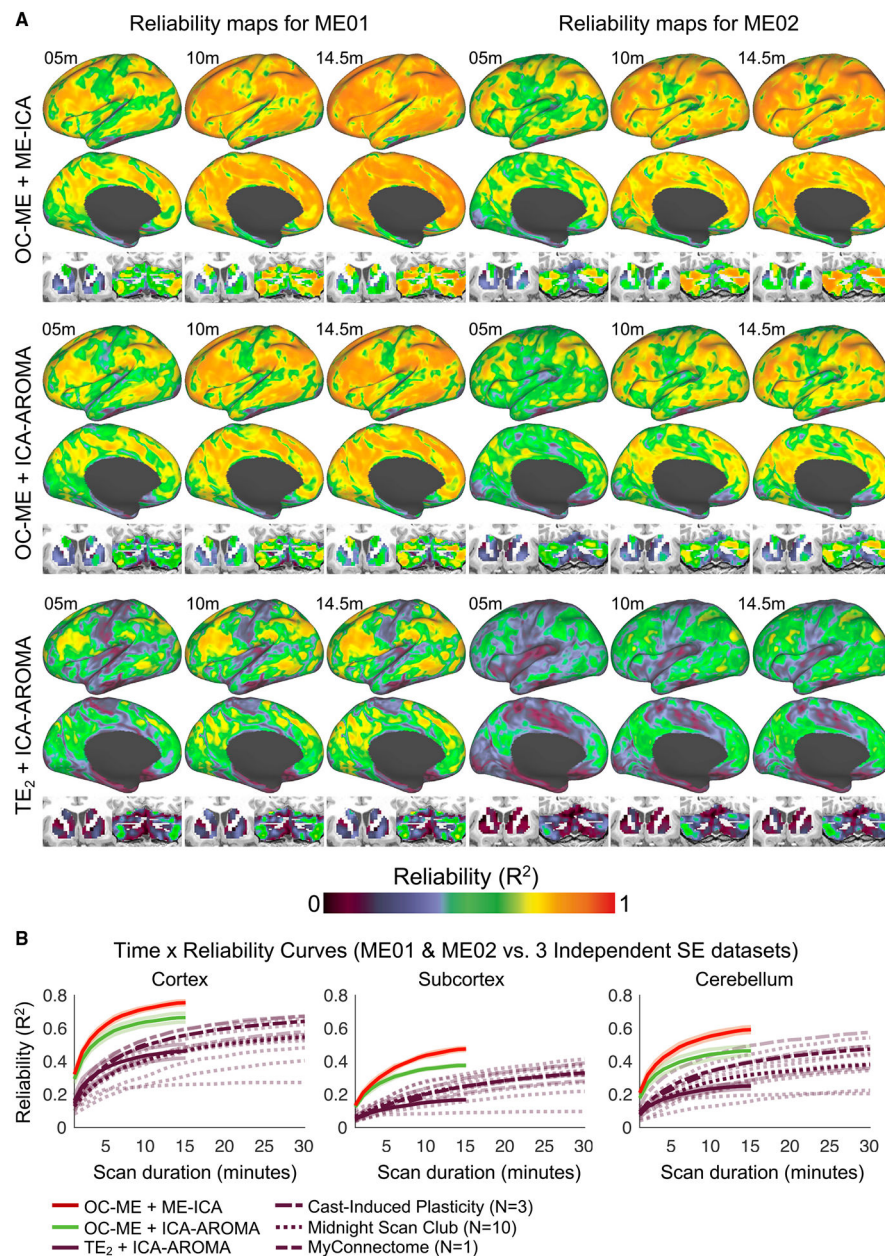 A
Reliability maps for ME01 Reliability maps for ME02
OC-ME + ME-ICA
05m 10m 14.5m 05m 10m 14.5m
OC-ME + ICA-AROMA
05m 10m 14.5m 05m 10m 14.5m
TE₂ + ICA-AROMA
05m 10m 14.5m 05m 10m 14.5m
Reliability (R²)
0 1
B
Time x Reliability Curves (ME01 & ME02 vs. 3 Independent SE datasets)
Cortex Subcortex Cerebellum
Reliability (R²)
0.8 0.8 0.8
0.6 0.6 0.6
0.4 0.4 0.4
0.2 0.2 0.2
0 0 0
5 10 15 20 25 30 5 10 15 20 25 30 5 10 15 20 25 30
Scan duration (minutes) Scan duration (minutes) Scan duration (minutes)
OC-ME + ME-ICA Cast-Induced Plasticity (N=3)
OC-ME + ICA-AROMA Midnight Scan Club (N=10)
TE₂ + ICA-AROMA MyConnectome (N=1)